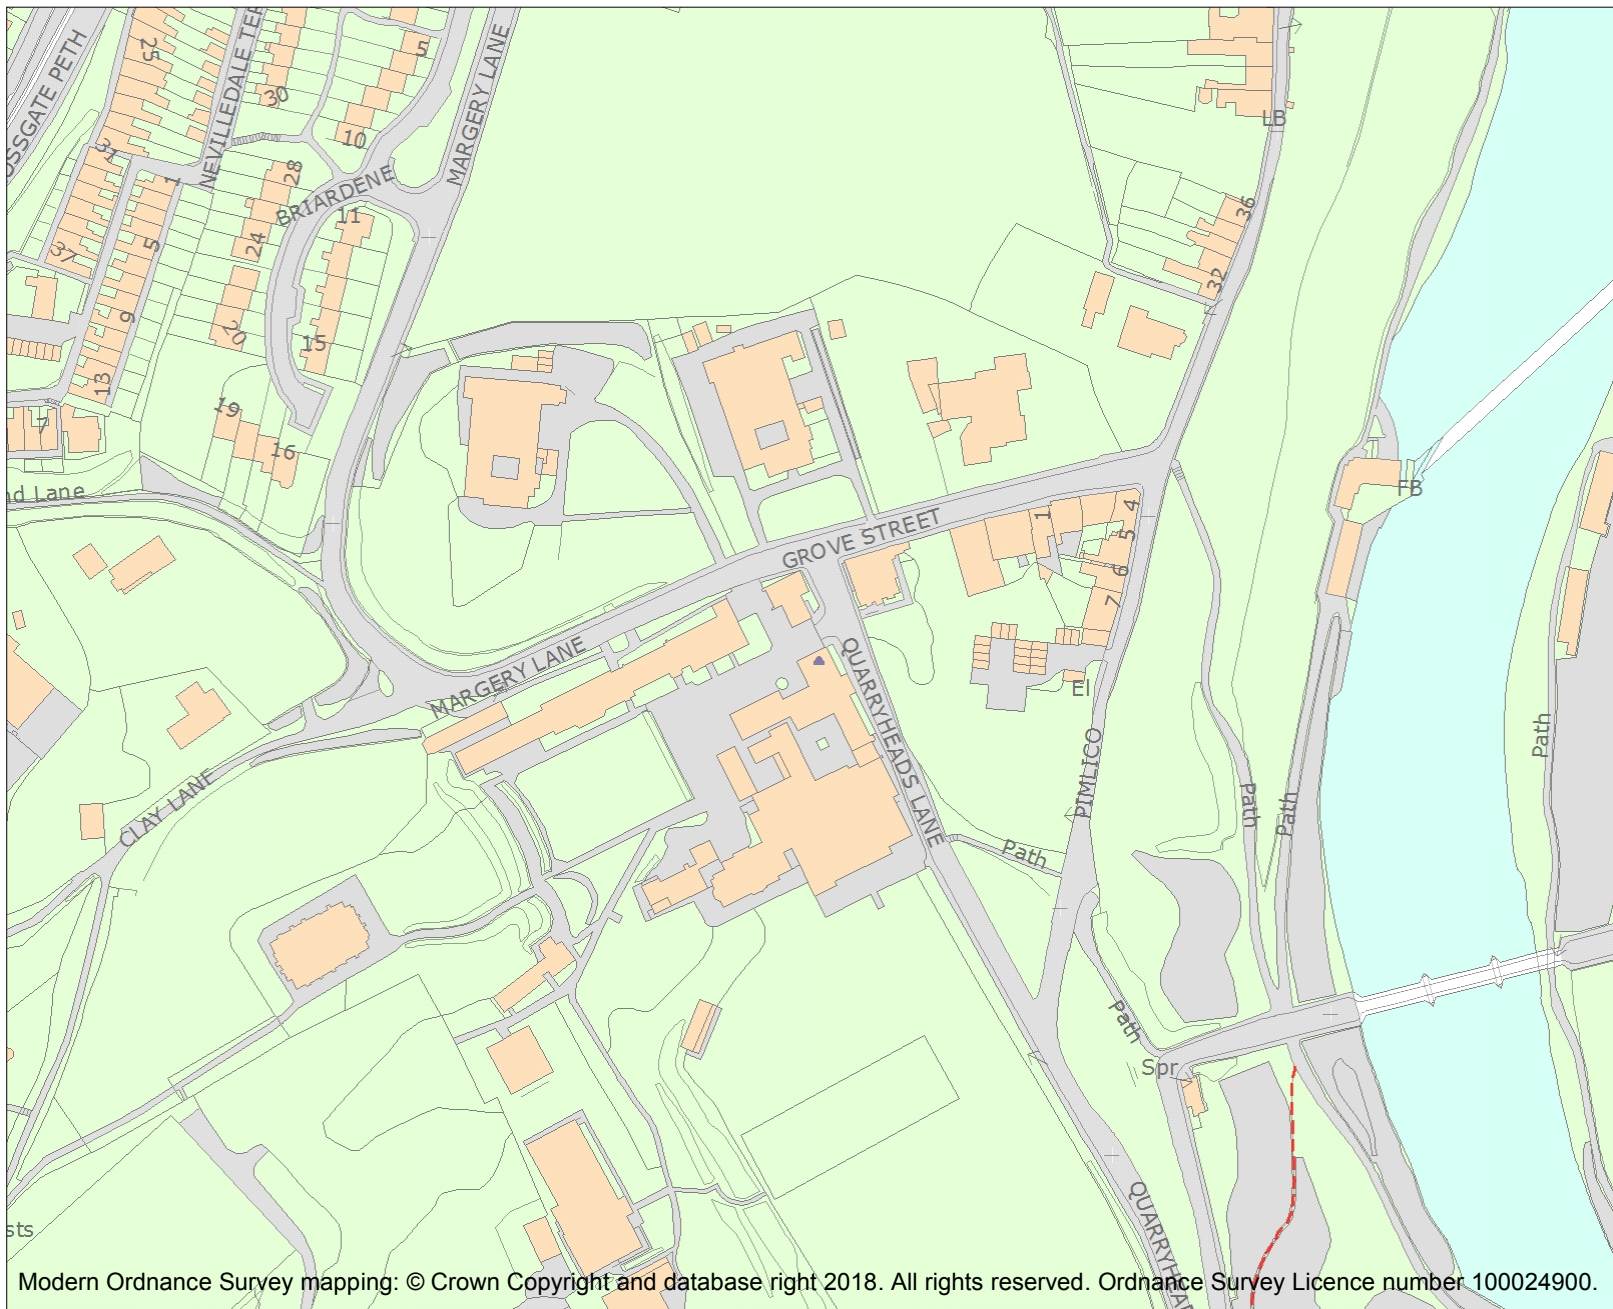 OSSGATE PETH
25
NEVILLEDALE TER
30
5
MARGERY LANE
10
31
1
28
BRIARDENE
11
24
5
37
9
20
15
13
7
19
16
nd Lane
LB
36
32
FB
GROVE STREET
1
4
5
6
7
MARGERY LANE
QUARRYHEADS LANE
El
PIMLICO
Path
Path
Path
Path
CLAY LANE
Path
Spr
QUARRYHEA
sts
Modern Ordnance Survey mapping: © Crown Copyright and database right 2018. All rights reserved. Ordnance Survey Licence number 100024900.